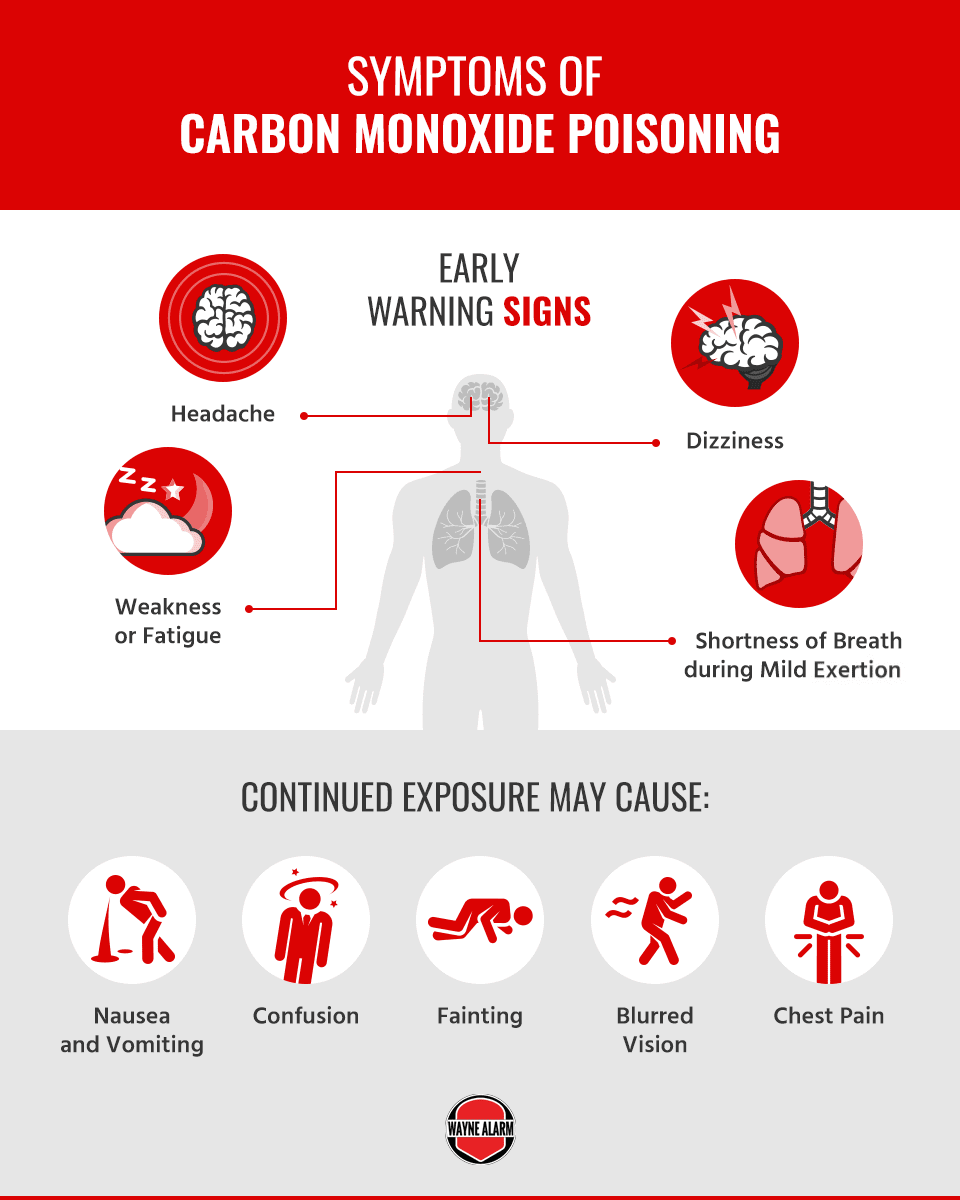 SYMPTOMS OF
CARBON MONOXIDE POISONING
EARLY
WARNING SIGNS
Headache
Dizziness
Z Z
Weakness
or Fatigue
Shortness of Breath
during Mild Exertion
CONTINUED EXPOSURE MAY CAUSE:
Nausea
and Vomiting
Confusion
Fainting
Blurred
Vision
Chest Pain
WAYNE ALARM